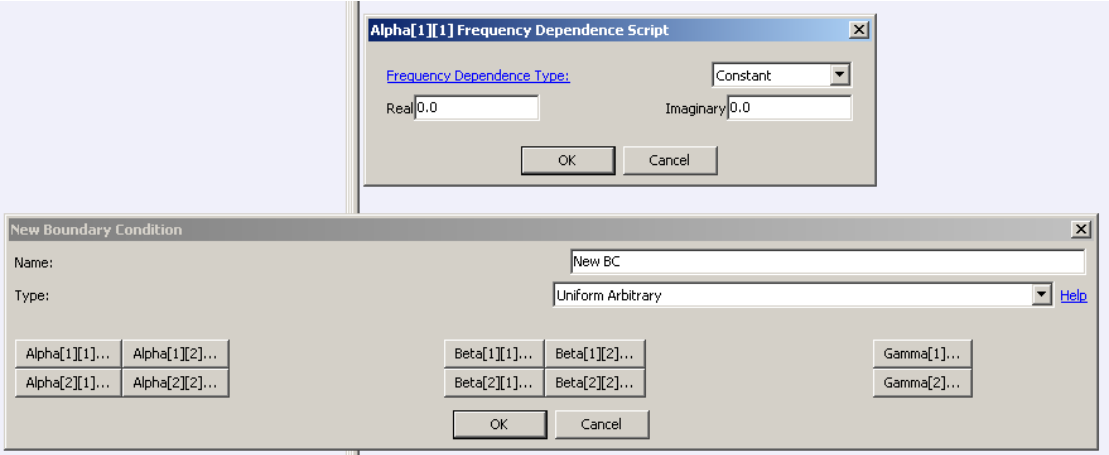 Alpha[1][1] Frequency Dependence Script
Frequency Dependence Type: Constant
Real 0.0 Imaginary 0.0
OK Cancel
New Boundary Condition
Name: New BC
Type: Uniform Arbitrary Help
Alpha[1][1]... Alpha[1][2]... Beta[1][1]... Beta[1][2]... Gamma[1]...
Alpha[2][1]... Alpha[2][2]... Beta[2][1]... Beta[2][2]... Gamma[2]...
OK Cancel